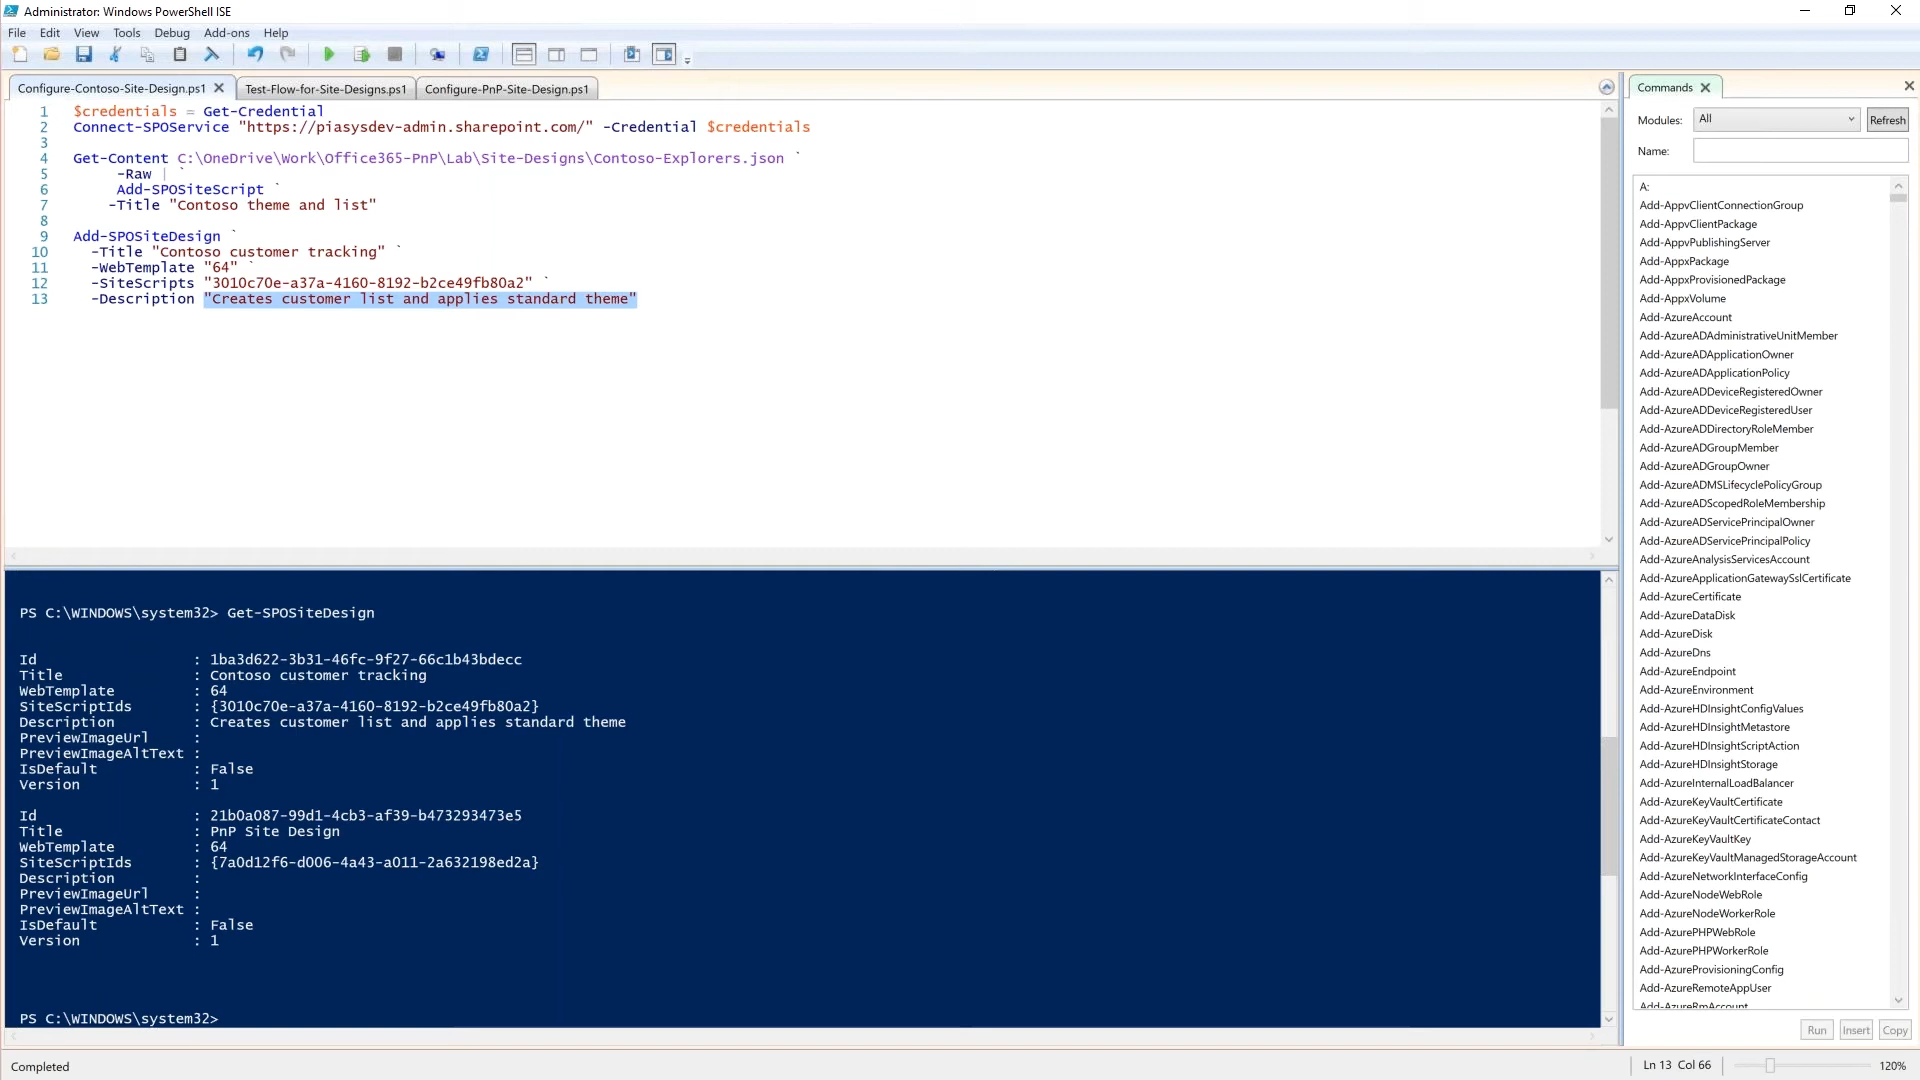 Administrator: Windows PowerShell ISE
File Edit View Tools Debug Add-ons Help
Configure-Contoso-Site-Design.ps1
Test-Flow-for-Site-Designs.ps1
Configure-PnP-Site-Design.ps1
1 $credentials = Get-Credential
2 Connect-SPOService "https://piasysdev-admin.sharepoint.com/" -Credential $credentials
3
4 Get-Content C:\OneDrive\Work\Office365-PnP\Lab\Site-Designs\Contoso-Explorers.json `
5 -Raw | `
6 Add-SPOSiteScript `
7 -Title "Contoso theme and list"
8
9 Add-SPOSiteDesign `
10 -Title "Contoso customer tracking" `
11 -WebTemplate "64" `
12 -SiteScripts "3010c70e-a37a-4160-8192-b2ce49fb80a2" `
13 -Description "Creates customer list and applies standard theme"
PS C:\WINDOWS\system32> Get-SPOSiteDesign
Id : 1ba3d622-3b31-46fc-9f27-66c1b43bdecc
Title : Contoso customer tracking
WebTemplate : 64
SiteScriptIds : {3010c70e-a37a-4160-8192-b2ce49fb80a2}
Description : Creates customer list and applies standard theme
PreviewImageUrl :
PreviewImageAltText :
IsDefault : False
Version : 1
Id : 21b0a087-99d1-4cb3-af39-b473293473e5
Title : PnP Site Design
WebTemplate : 64
SiteScriptIds : {7a0d12f6-d006-4a43-a011-2a632198ed2a}
Description :
PreviewImageUrl :
PreviewImageAltText :
IsDefault : False
Version : 1
PS C:\WINDOWS\system32>
Commands
Modules: All Refresh
Name:
A:
Add-AppvClientConnectionGroup
Add-AppvClientPackage
Add-AppvPublishingServer
Add-AppxPackage
Add-AppxProvisionedPackage
Add-AppxVolume
Add-AzureAccount
Add-AzureADAdministrativeUnitMember
Add-AzureADApplicationOwner
Add-AzureADApplicationPolicy
Add-AzureADDeviceRegisteredOwner
Add-AzureADDeviceRegisteredUser
Add-AzureADDirectoryRoleMember
Add-AzureADGroupMember
Add-AzureADGroupOwner
Add-AzureADMSLifecyclePolicyGroup
Add-AzureADScopedRoleMembership
Add-AzureADServicePrincipalOwner
Add-AzureADServicePrincipalPolicy
Add-AzureAnalysisServicesAccount
Add-AzureApplicationGatewaySslCertificate
Add-AzureCertificate
Add-AzureDataDisk
Add-AzureDisk
Add-AzureDns
Add-AzureEndpoint
Add-AzureEnvironment
Add-AzureHDInsightConfigValues
Add-AzureHDInsightMetastore
Add-AzureHDInsightScriptAction
Add-AzureHDInsightStorage
Add-AzureInternalLoadBalancer
Add-AzureKeyVaultCertificate
Add-AzureKeyVaultCertificateContact
Add-AzureKeyVaultKey
Add-AzureKeyVaultManagedStorageAccount
Add-AzureNetworkInterfaceConfig
Add-AzureNodeWebRole
Add-AzureNodeWorkerRole
Add-AzurePHPWebRole
Add-AzurePHPWorkerRole
Add-AzureProvisioningConfig
Add-AzureRemoteAppUser
Add-AzureRmAccount
Run Insert Copy
Completed
Ln 13 Col 66
120%